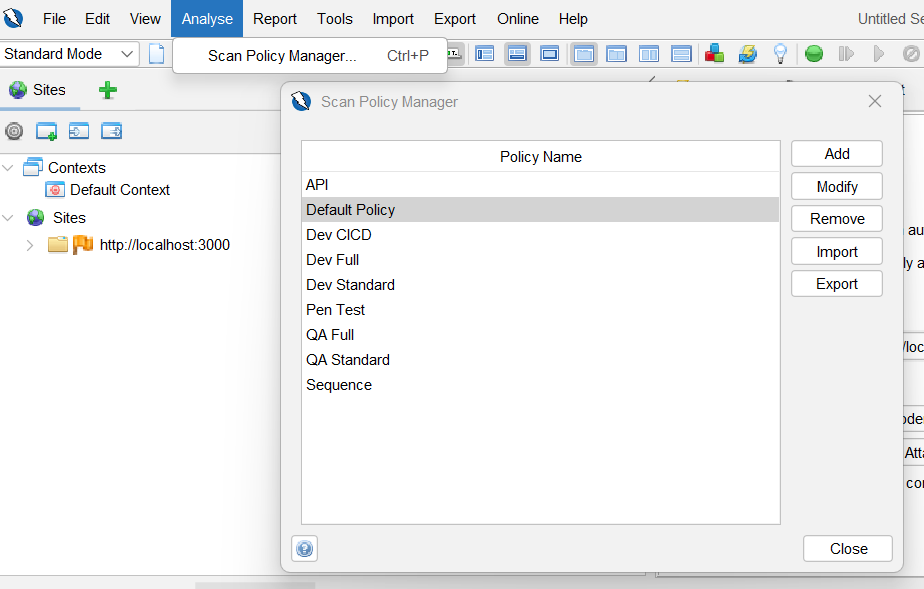 File Edit View Analyse Report Tools Import Export Online Help Untitled Se
Standard Mode
Scan Policy Manager... Ctrl+P
Sites
Scan Policy Manager
Contexts
Default Context
Sites
http://localhost:3000
Policy Name
API
Default Policy
Dev CICD
Dev Full
Dev Standard
Pen Test
QA Full
QA Standard
Sequence
Add
Modify
Remove
Import
Export
Close
t
au
ly a
/loc
oder
Atta
con